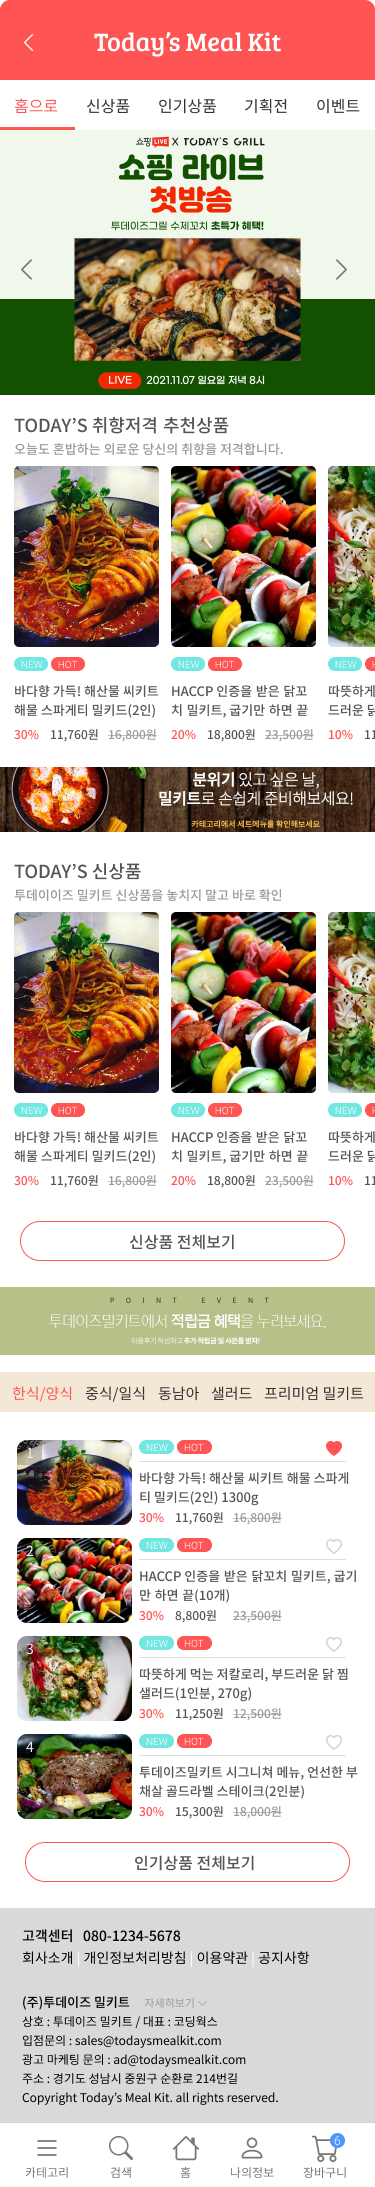 Today's Meal Kit
홈으로 신상품 인기상품 기획전 이벤트
쇼핑LIVE X TODAY'S GRILL
쇼핑 라이브
첫방송
투데이즈그릴 수제꼬치 초특가 혜택!
LIVE 2021.11.07 일요일 저녁 8시
TODAY'S 취향저격 추천상품
오늘도 혼밥하는 외로운 당신의 취향을 저격합니다.
NEW HOT NEW HOT NEW
바다향 가득! 해산물 씨키트 HACCP 인증을 받은 닭꼬 따뜻하게
해물 스파게티 밀키드(2인) 치 밀키트, 굽기만 하면 끝 드러운 닭
30% 11,760원 16,800원 20% 18,800원 23,500원 10% 11
분위기 있고 싶은 날,
밀키트로 손쉽게 준비해보세요!
카테고리에서 세트메뉴를 확인해보세요
TODAY'S 신상품
투데이이즈 밀키트 신상품을 놓치지 말고 바로 확인
NEW HOT NEW HOT NEW
바다향 가득! 해산물 씨키트 HACCP 인증을 받은 닭꼬 따뜻하게
해물 스파게티 밀키드(2인) 치 밀키트, 굽기만 하면 끝 드러운 닭
30% 11,760원 16,800원 20% 18,800원 23,500원 10% 11
신상품 전체보기
POINT EVENT
투데이즈밀키트에서 적립금 혜택을 누려보세요.
이용후기 작성하고 추가 적립금 및 사은품 받자!
한식/양식 중식/일식 동남아 샐러드 프리미엄 밀키트
1 NEW HOT
바다향 가득! 해산물 씨키트 해물 스파게
티 밀키드(2인) 1300g
30% 11,760원 16,800원
2 NEW HOT
HACCP 인증을 받은 닭꼬치 밀키트, 굽기
만 하면 끝(10개)
30% 8,800원 23,500원
3 NEW HOT
따뜻하게 먹는 저칼로리, 부드러운 닭 찜
샐러드(1인분, 270g)
30% 11,250원 12,500원
4 NEW HOT
투데이즈밀키트 시그니쳐 메뉴, 언선한 부
채살 골드라벨 스테이크(2인분)
30% 15,300원 18,000원
인기상품 전체보기
고객센터 080-1234-5678
회사소개 | 개인정보처리방침 | 이용약관 | 공지사항
(주)투데이즈 밀키트 자세히보기
상호 : 투데이즈 밀키트 / 대표 : 코딩웍스
입점문의 : sales@todaysmealkit.com
광고 마케팅 문의 : ad@todaysmealkit.com
주소 : 경기도 성남시 중원구 순환로 214번길
Copyright Today's Meal Kit. all rights reserved.
6
카테고리 검색 홈 나의정보 장바구니